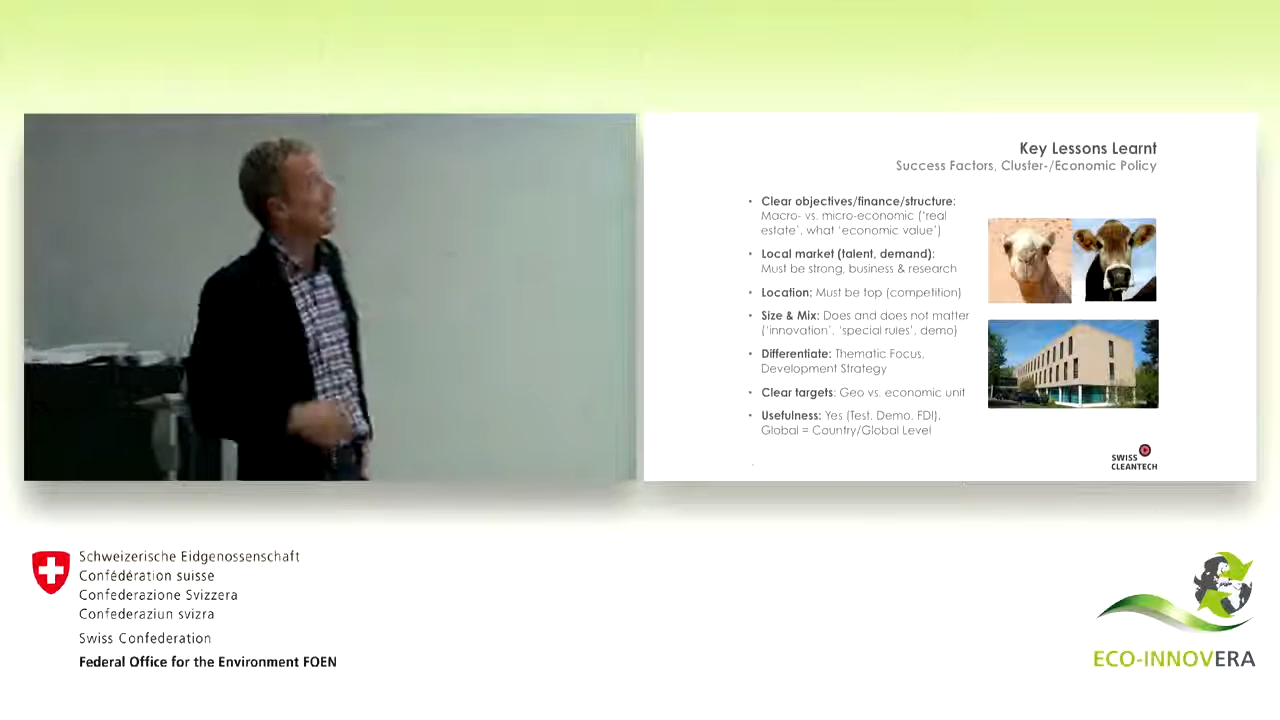 Key Lessons Learnt
Success Factors, Cluster-/Economic Policy
• Clear objectives/finance/structure:
Macro- vs. micro-economic ('real
estate', what 'economic value')
• Local market (talent, demand):
Must be strong, business & research
• Location: Must be top (competition)
• Size & Mix: Does and does not matter
('innovation', 'special rules', demo)
• Differentiate: Thematic Focus,
Development Strategy
• Clear targets: Geo vs. economic unit
• Usefulness: Yes (Test, Demo, FDI),
Global = Country/Global Level
SWISS
CLEANTECH
Schweizerische Eidgenossenschaft
Confédération suisse
Confederazione Svizzera
Confederaziun svizra
Swiss Confederation
Federal Office for the Environment FOEN
ECO-INNOVERA